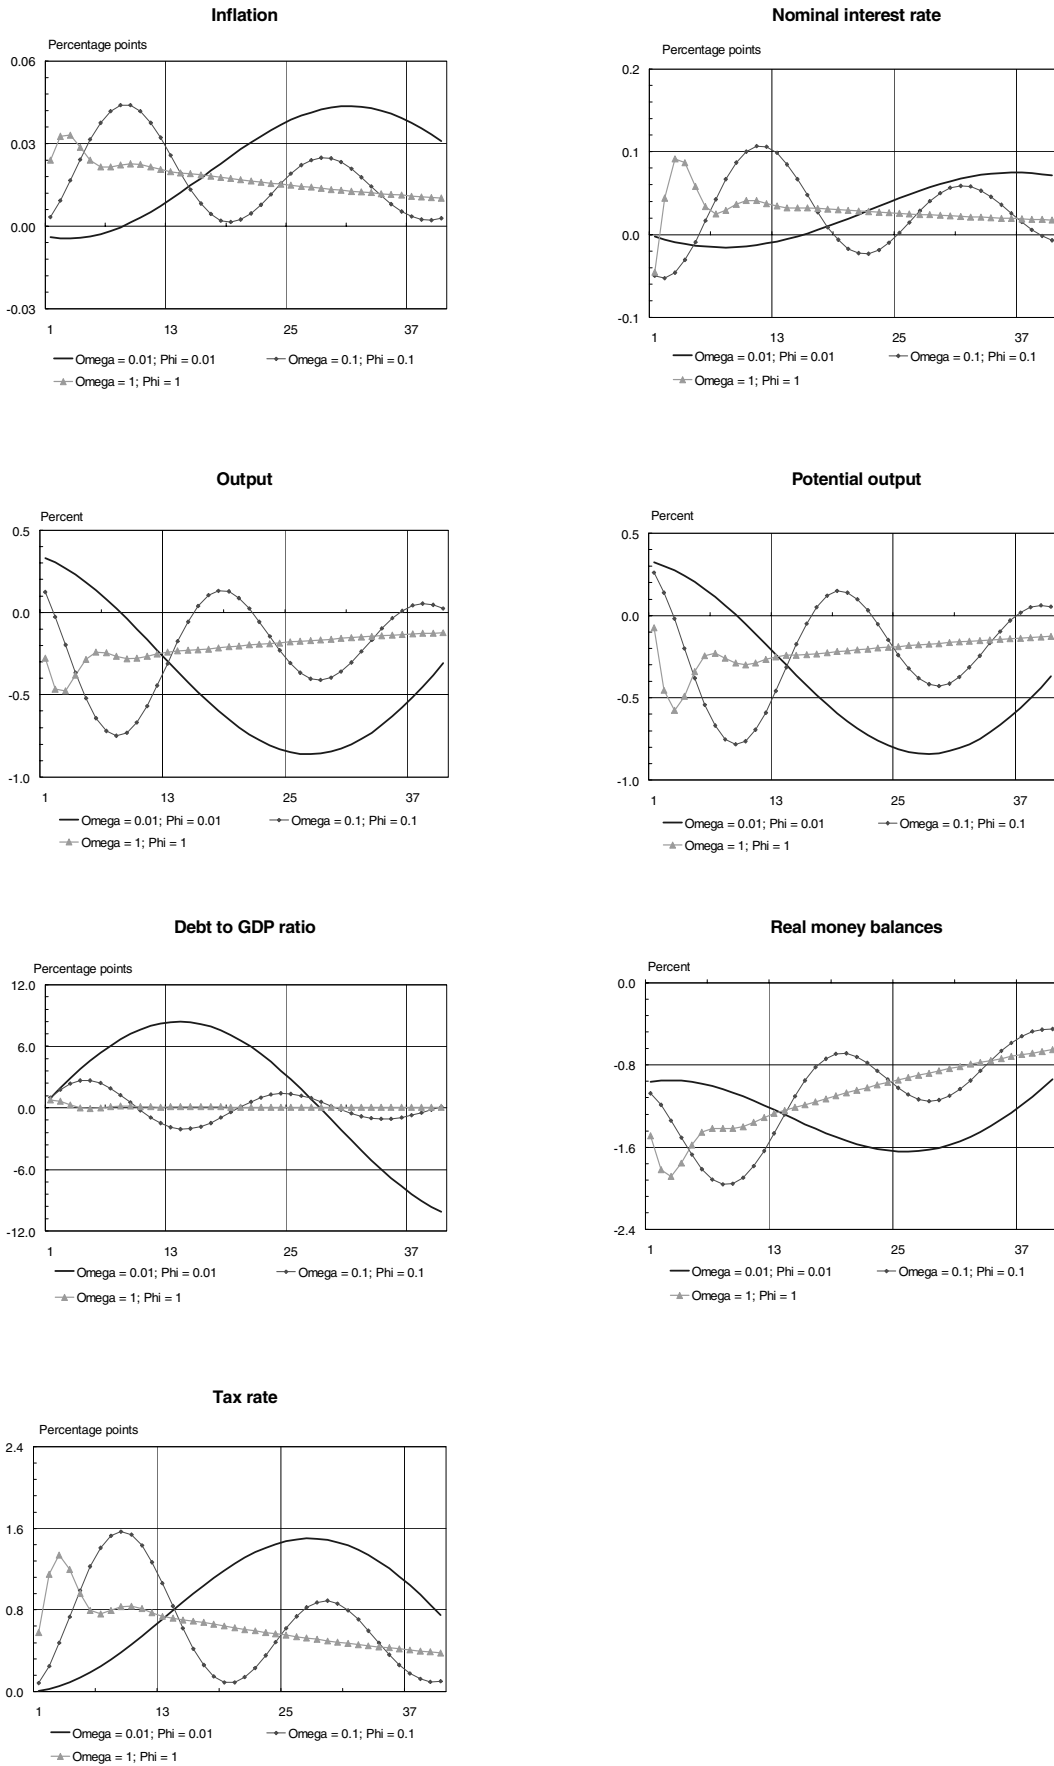 Inflation
Percentage points
0.06
0.03
0.00
-0.03
1 13 25 37
Omega = 0.01; Phi = 0.01 Omega = 0.1; Phi = 0.1
Omega = 1; Phi = 1
Nominal interest rate
Percentage points
0.2
0.1
0.0
-0.1
1 13 25 37
Omega = 0.01; Phi = 0.01 Omega = 0.1; Phi = 0.1
Omega = 1; Phi = 1
Output
Percent
0.5
0.0
-0.5
-1.0
1 13 25 37
Omega = 0.01; Phi = 0.01 Omega = 0.1; Phi = 0.1
Omega = 1; Phi = 1
Potential output
Percent
0.5
0.0
-0.5
-1.0
1 13 25 37
Omega = 0.01; Phi = 0.01 Omega = 0.1; Phi = 0.1
Omega = 1; Phi = 1
Debt to GDP ratio
Percentage points
12.0
6.0
0.0
-6.0
-12.0
1 13 25 37
Omega = 0.01; Phi = 0.01 Omega = 0.1; Phi = 0.1
Omega = 1; Phi = 1
Real money balances
Percent
0.0
-0.8
-1.6
-2.4
1 13 25 37
Omega = 0.01; Phi = 0.01 Omega = 0.1; Phi = 0.1
Omega = 1; Phi = 1
Tax rate
Percentage points
2.4
1.6
0.8
0.0
1 13 25 37
Omega = 0.01; Phi = 0.01 Omega = 0.1; Phi = 0.1
Omega = 1; Phi = 1